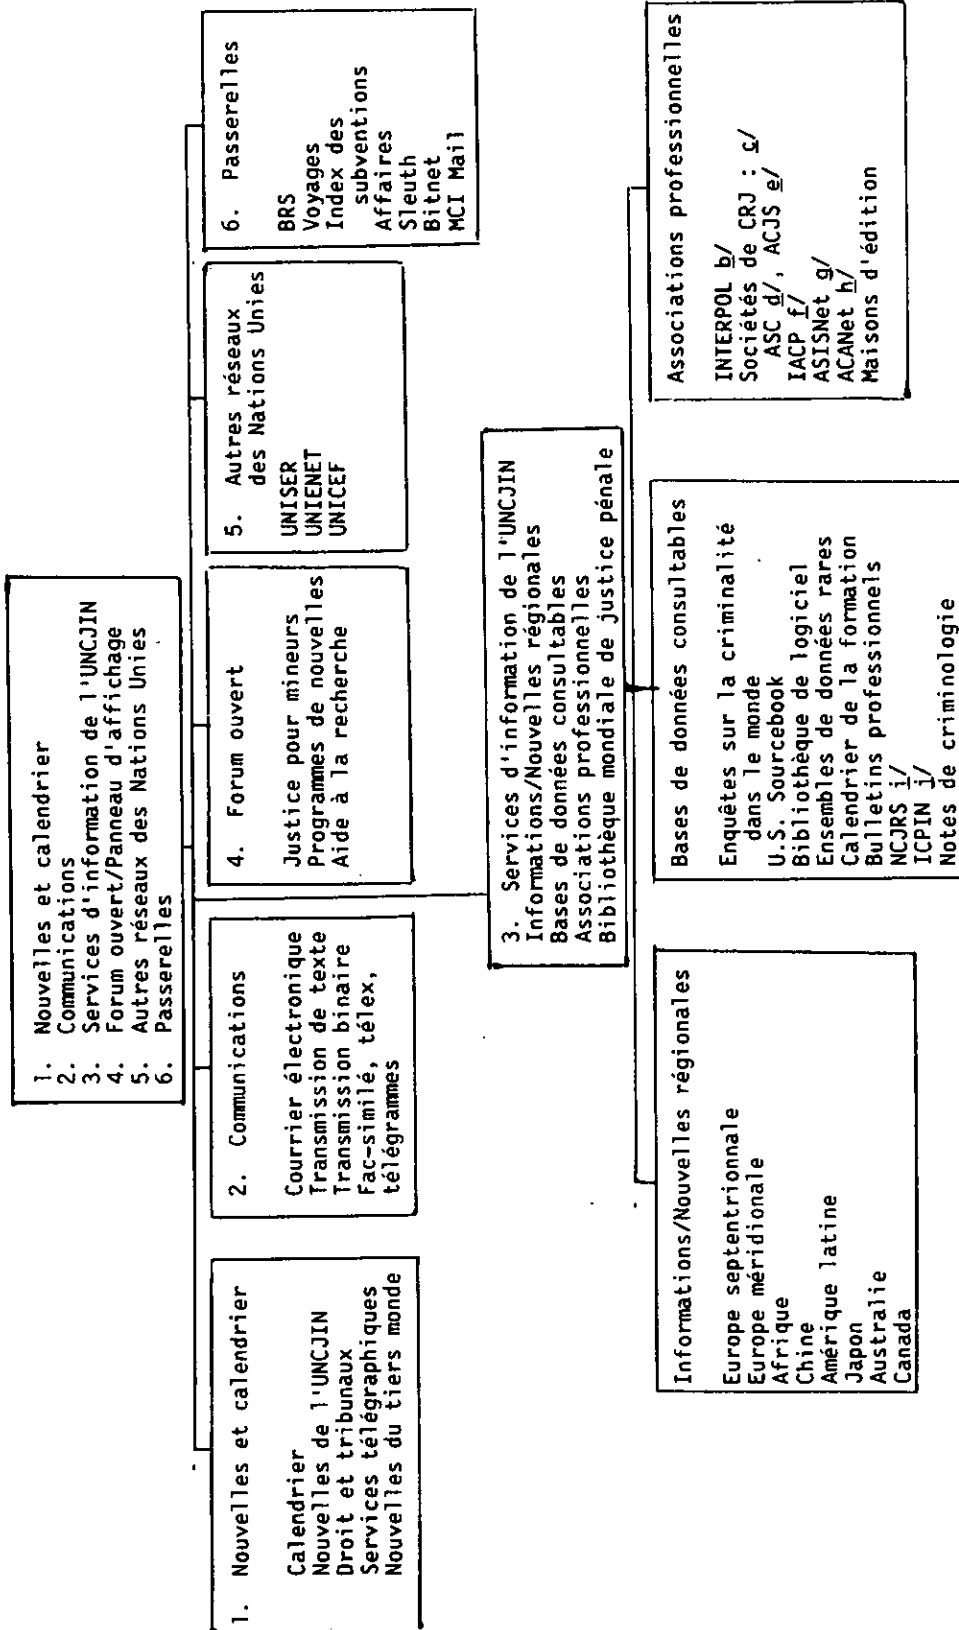 1. Nouvelles et calendrier
2. Communications
3. Services d'information de l'UNCJIN
4. Forum ouvert/Panneau d'affichage
5. Autres réseaux des Nations Unies
6. Passerelles
1. Nouvelles et calendrier
Calendrier
Nouvelles de l'UNCJIN
Droit et tribunaux
Services télégraphiques
Nouvelles du tiers monde
2. Communications
Courrier électronique
Transmission de texte
Transmission binaire
Fac-similé, télex,
télégrammes
4. Forum ouvert
Justice pour mineurs
Programmes de nouvelles
Aide à la recherche
5. Autres réseaux
des Nations Unies
UNISER
UNIENET
UNICEF
6. Passerelles
BRS
Voyages
Index des
subventions
Affaires
Sleuth
Bitnet
MCI Mail
3. Services d'information de l'UNCJIN
Informations/Nouvelles régionales
Bases de données consultables
Associations professionnelles
Bibliothèque mondiale de justice pénale
Informations/Nouvelles régionales
Europe septentrionnale
Europe méridionale
Afrique
Chine
Amérique latine
Japon
Australie
Canada
Bases de données consultables
Enquêtes sur la criminalité
dans le monde
U.S. Sourcebook
Bibliothèque de logiciel
Ensembles de données rares
Calendrier de la formation
Bulletins professionnels
NCJRS i/
ICPIN j/
Notes de criminologie
Associations professionnelles
INTERPOL b/
Sociétés de CRJ : c/
ASC d/, ACJS e/
IACP f/
ASISNet g/
ACANet h/
Maisons d'édition